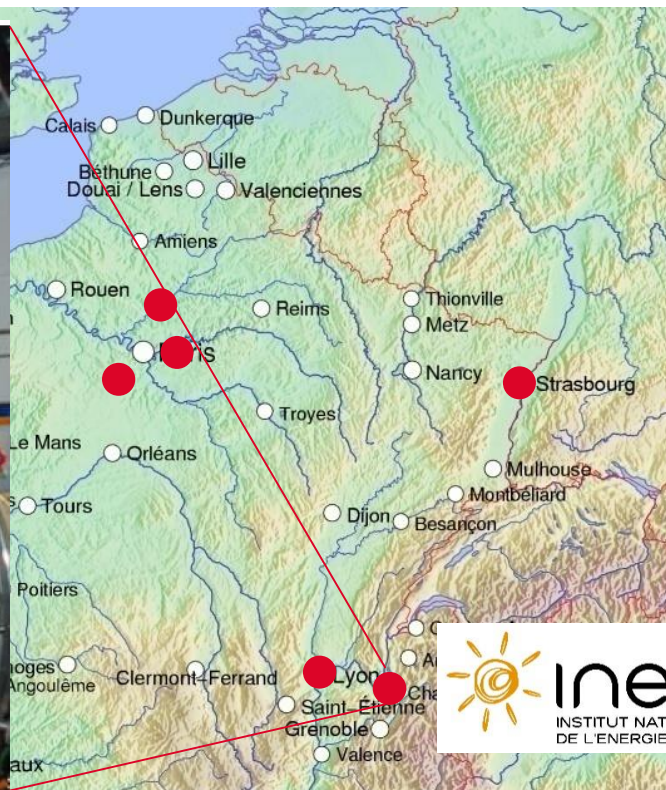 Dunkerque
Calais
Lille
Béthune
Douai / Lens
Valenciennes
Amiens
Rouen
Reims
Thionville
Metz
Nancy
Strasbourg
Troyes
Le Mans
Orléans
Mulhouse
Montbéliard
Tours
Dijon
Besançon
Poitiers
Clermont-Ferrand
Angoulême
Lyon
Saint-Étienne
Grenoble
Valence
INSTITUT NAT
DE L'ENERGIE